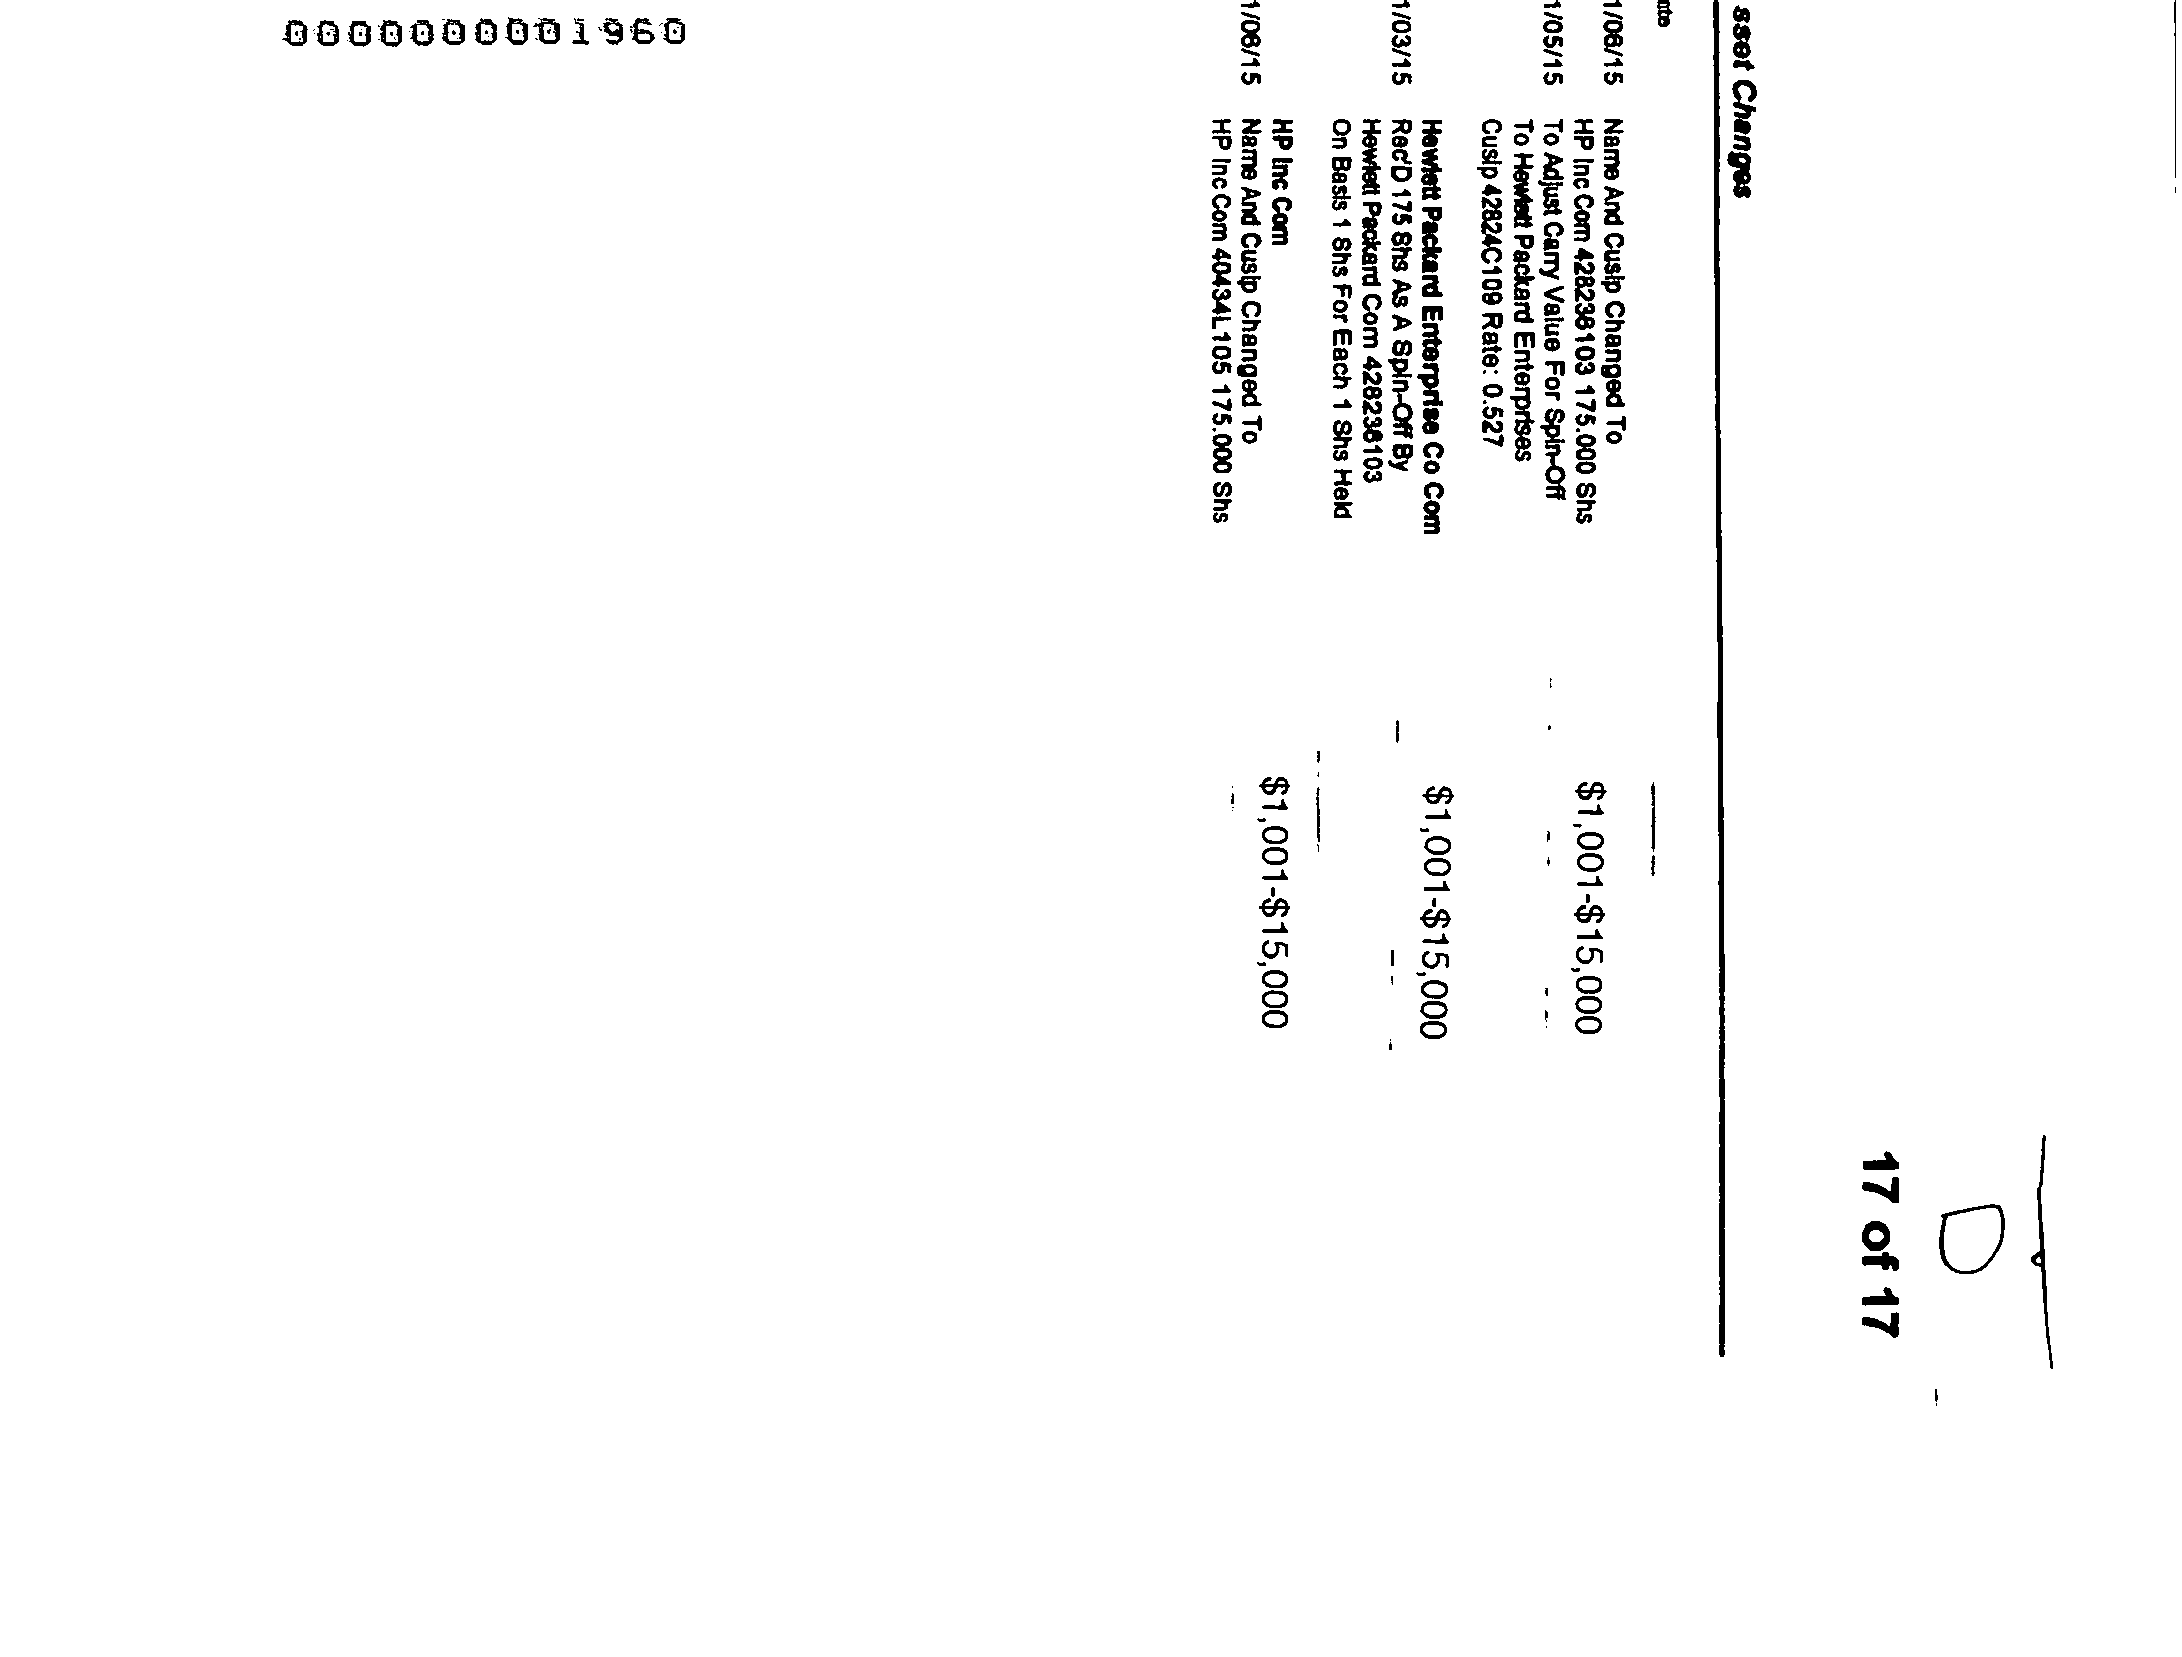 17 of 17
sset Changes
ate
1/06/15 Name And Cusip Changed To
HP Inc Com 428236103 175.000 Shs $1,001-$15,000
1/05/15 To Adjust Carry Value For Spin-Off
To Hewlett Packard Enterprises
Cusip 42824C109 Rate: 0.527
Hewlett Packard Enterprise Co Com $1,001-$15,000
1/03/15 Rec'D 175 Shs As A Spin-Off By
Hewlett Packard Com 428236103
On Basis 1 Shs For Each 1 Shs Held
HP Inc Com $1,001-$15,000
1/06/15 Name And Cusip Changed To
HP Inc Com 40434L105 175.000 Shs
0000000001960